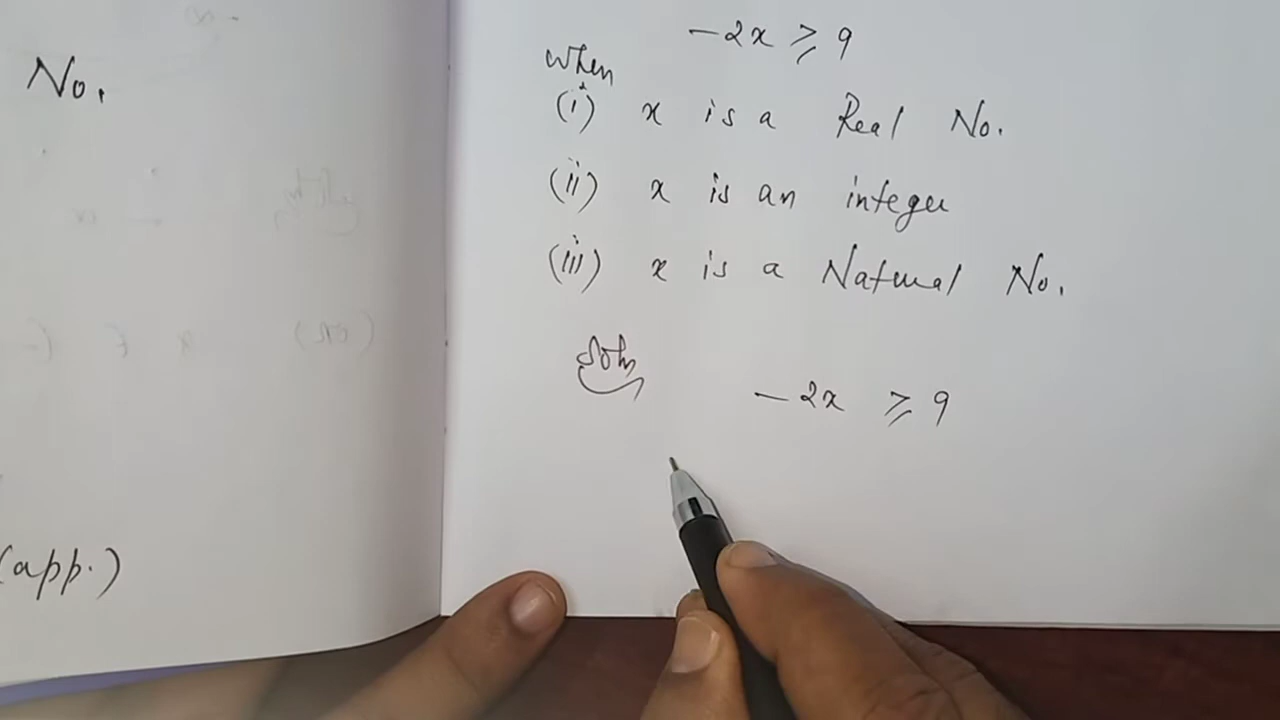 No.
(app.)
-2x ≥ 9
When
(i) x is a Real No.
(ii) x is an integer
(iii) x is a Natural No.
Soln
-2x ≥ 9